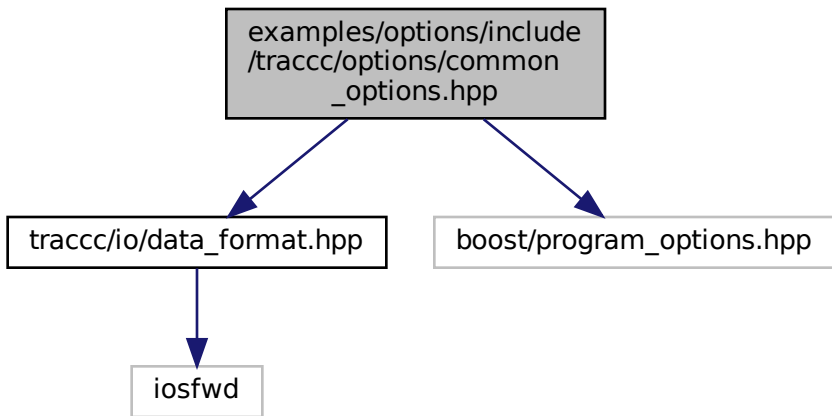 examples/options/include
/traccc/options/common
_options.hpp
traccc/io/data_format.hpp
boost/program_options.hpp
iosfwd